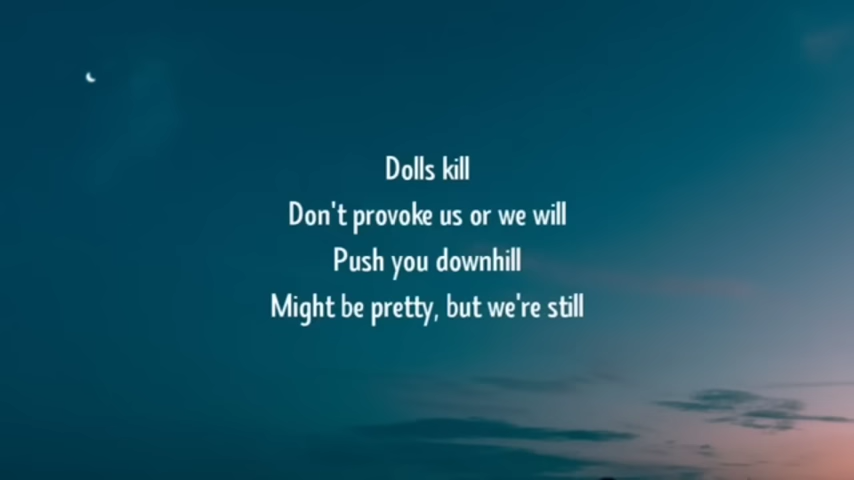 Dolls kill
Don't provoke us or we will
Push you downhill
Might be pretty, but we're still